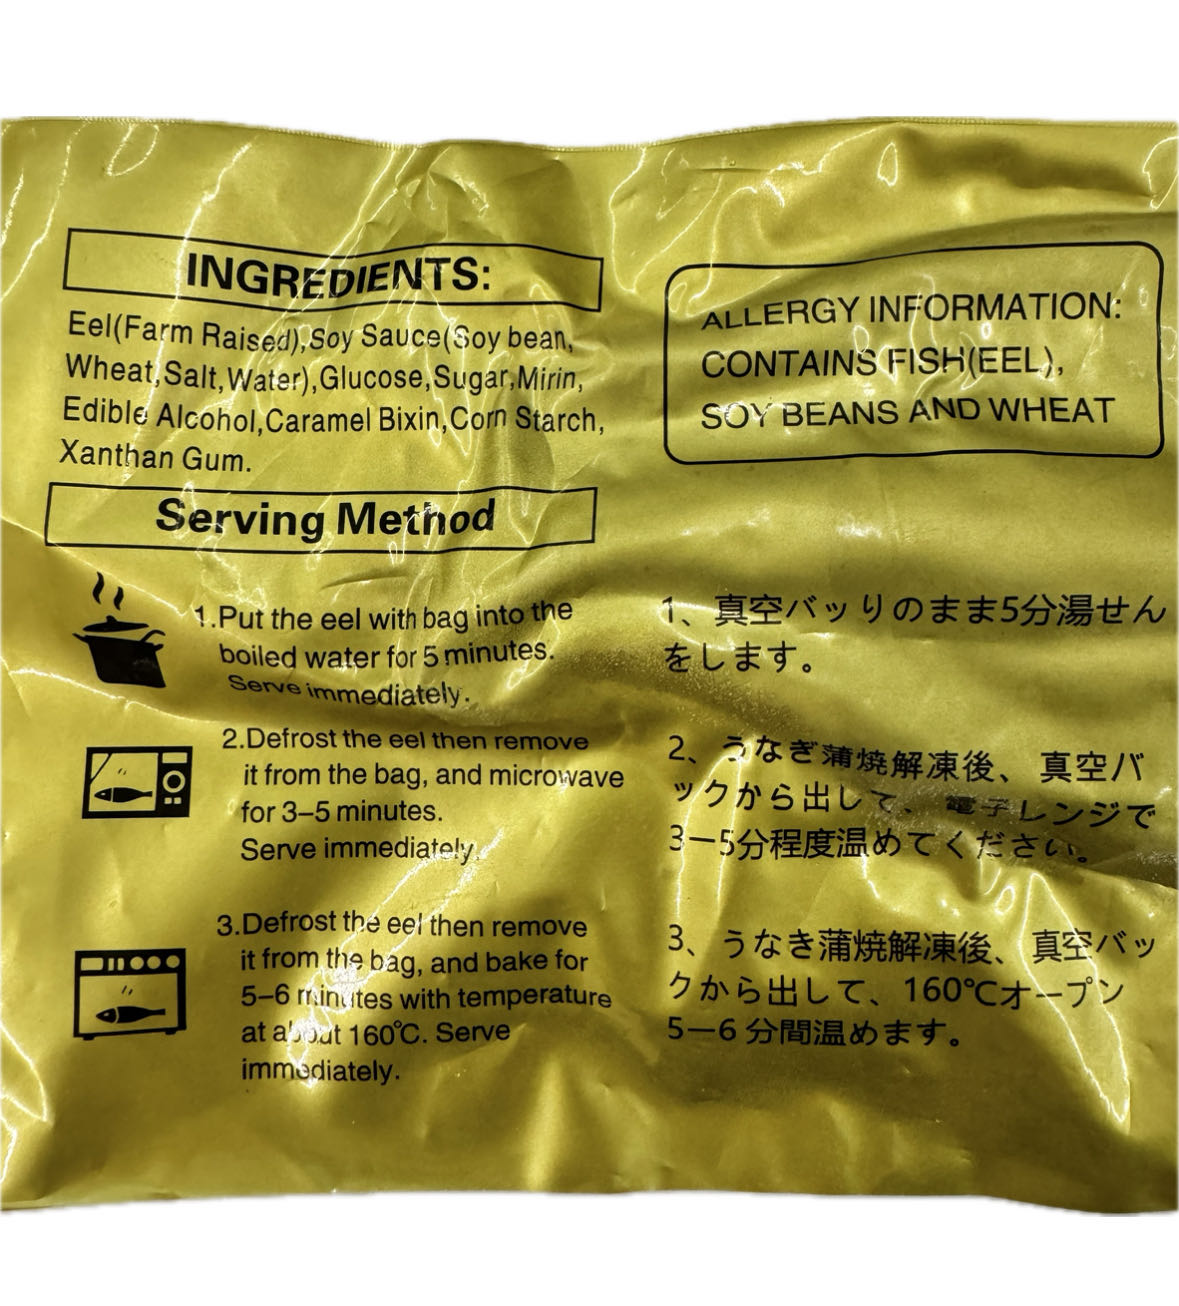 INGREDIENTS:
Eel(Farm Raised),Soy Sauce(Soy bean,
Wheat,Salt,Water),Glucose,Sugar,Mirin,
Edible Alcohol,Caramel Bixin,Corn Starch,
Xanthan Gum.
ALLERGY INFORMATION:
CONTAINS FISH(EEL),
SOY BEANS AND WHEAT
Serving Method
1.Put the eel with bag into the
boiled water for 5 minutes.
Serve immediately.
2.Defrost the eel then remove
it from the bag, and microwave
for 3–5 minutes.
Serve immediately.
3.Defrost the eel then remove
it from the bag, and bake for
5–6 minutes with temperature
at about 160℃. Serve
immediately.
1、真空バッりのまま5分湯せん
をします。
2、うなぎ蒲焼解凍後、真空バ
ックから出して、電子レンジで
3ー5分程度温めてください。
3、うなき蒲焼解凍後、真空バッ
クから出して、160℃オープン
5ー6 分間温めます。